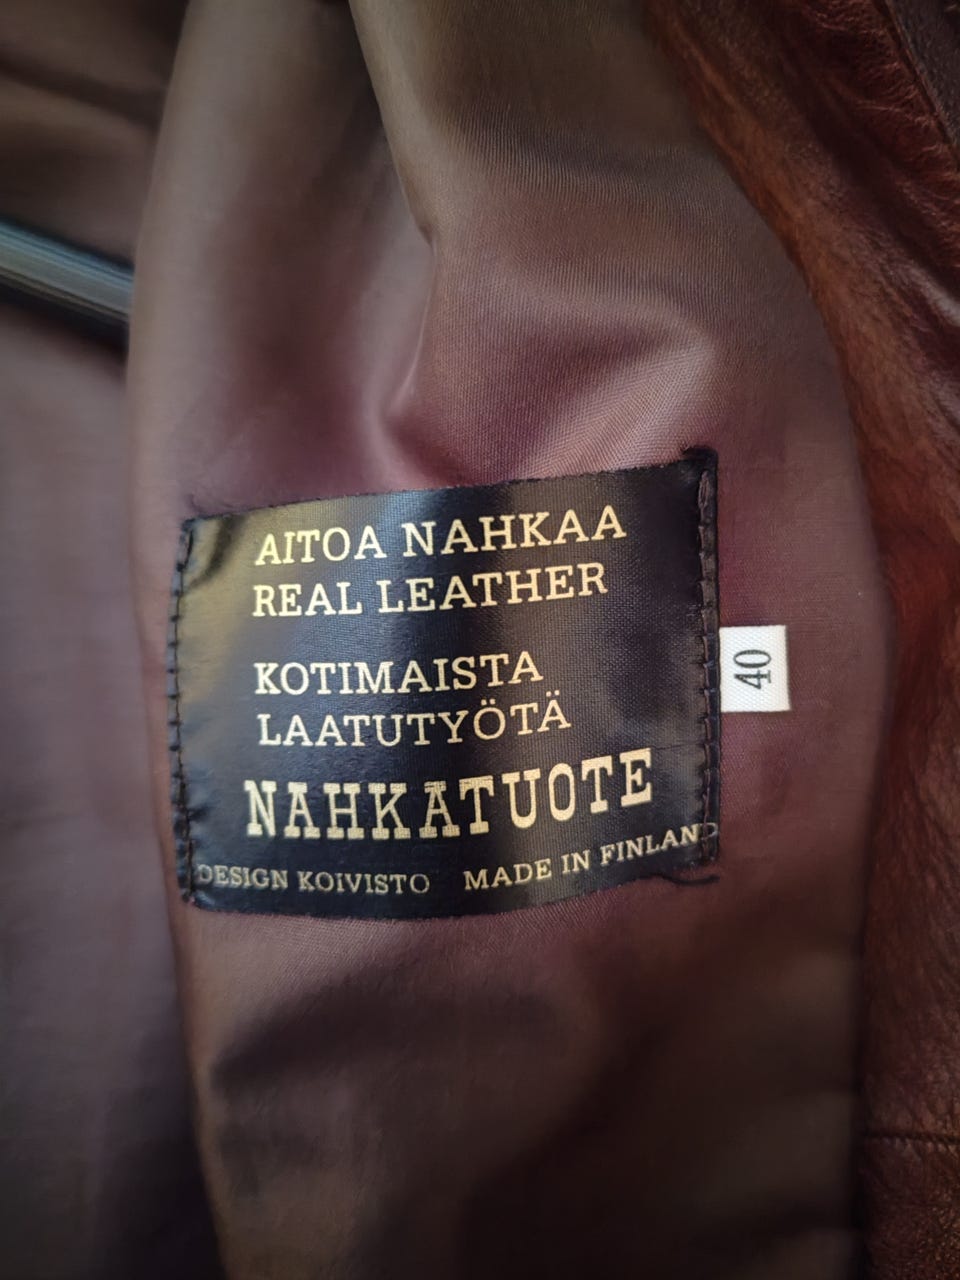 AITOA NAHKAA
REAL LEATHER
KOTIMAISTA
LAATUTYÖTÄ
NAHKATUOTE
DESIGN KOIVISTO MADE IN FINLAND
40